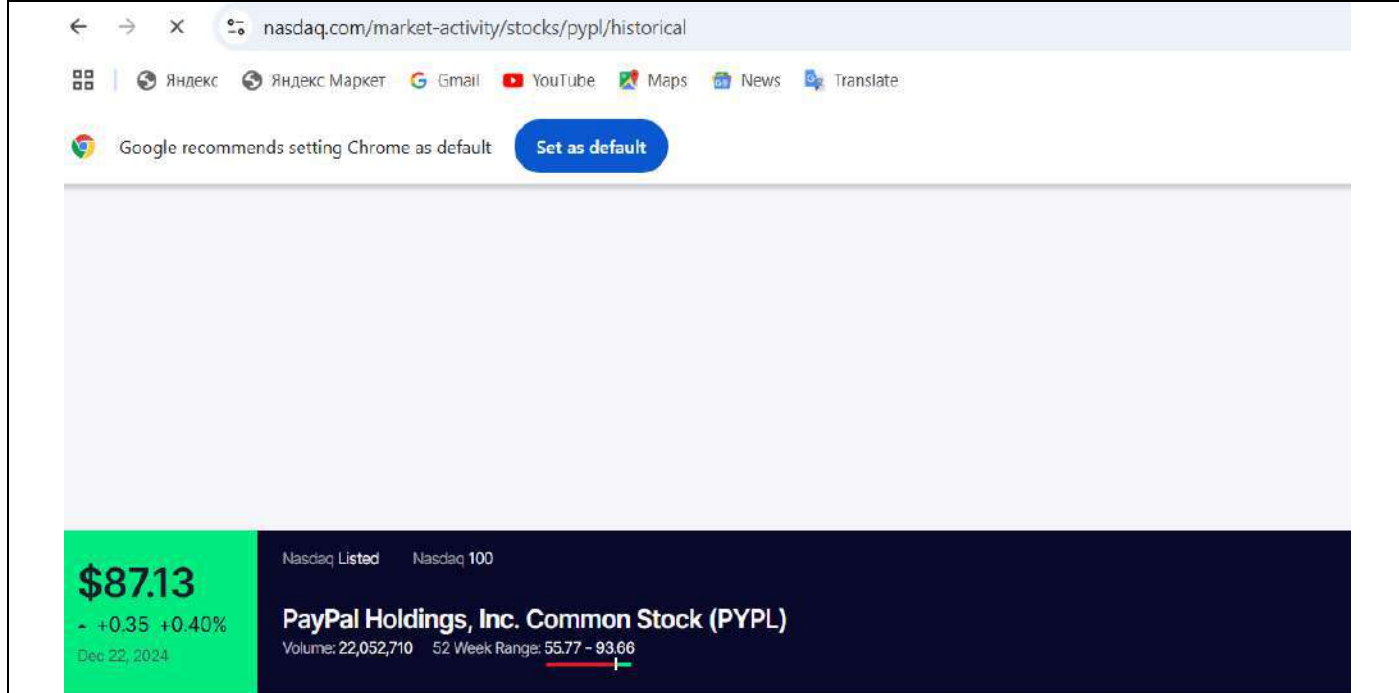 nasdaq.com/market-activity/stocks/pypl/historical
Яндекс Яндекс Маркет Gmail YouTube Maps News Translate
Google recommends setting Chrome as default Set as default
$87.13
+0.35 +0.40%
Dec 22, 2024
Nasdaq Listed Nasdaq 100
PayPal Holdings, Inc. Common Stock (PYPL)
Volume: 22,052,710 52 Week Range: 55.77 - 93.66